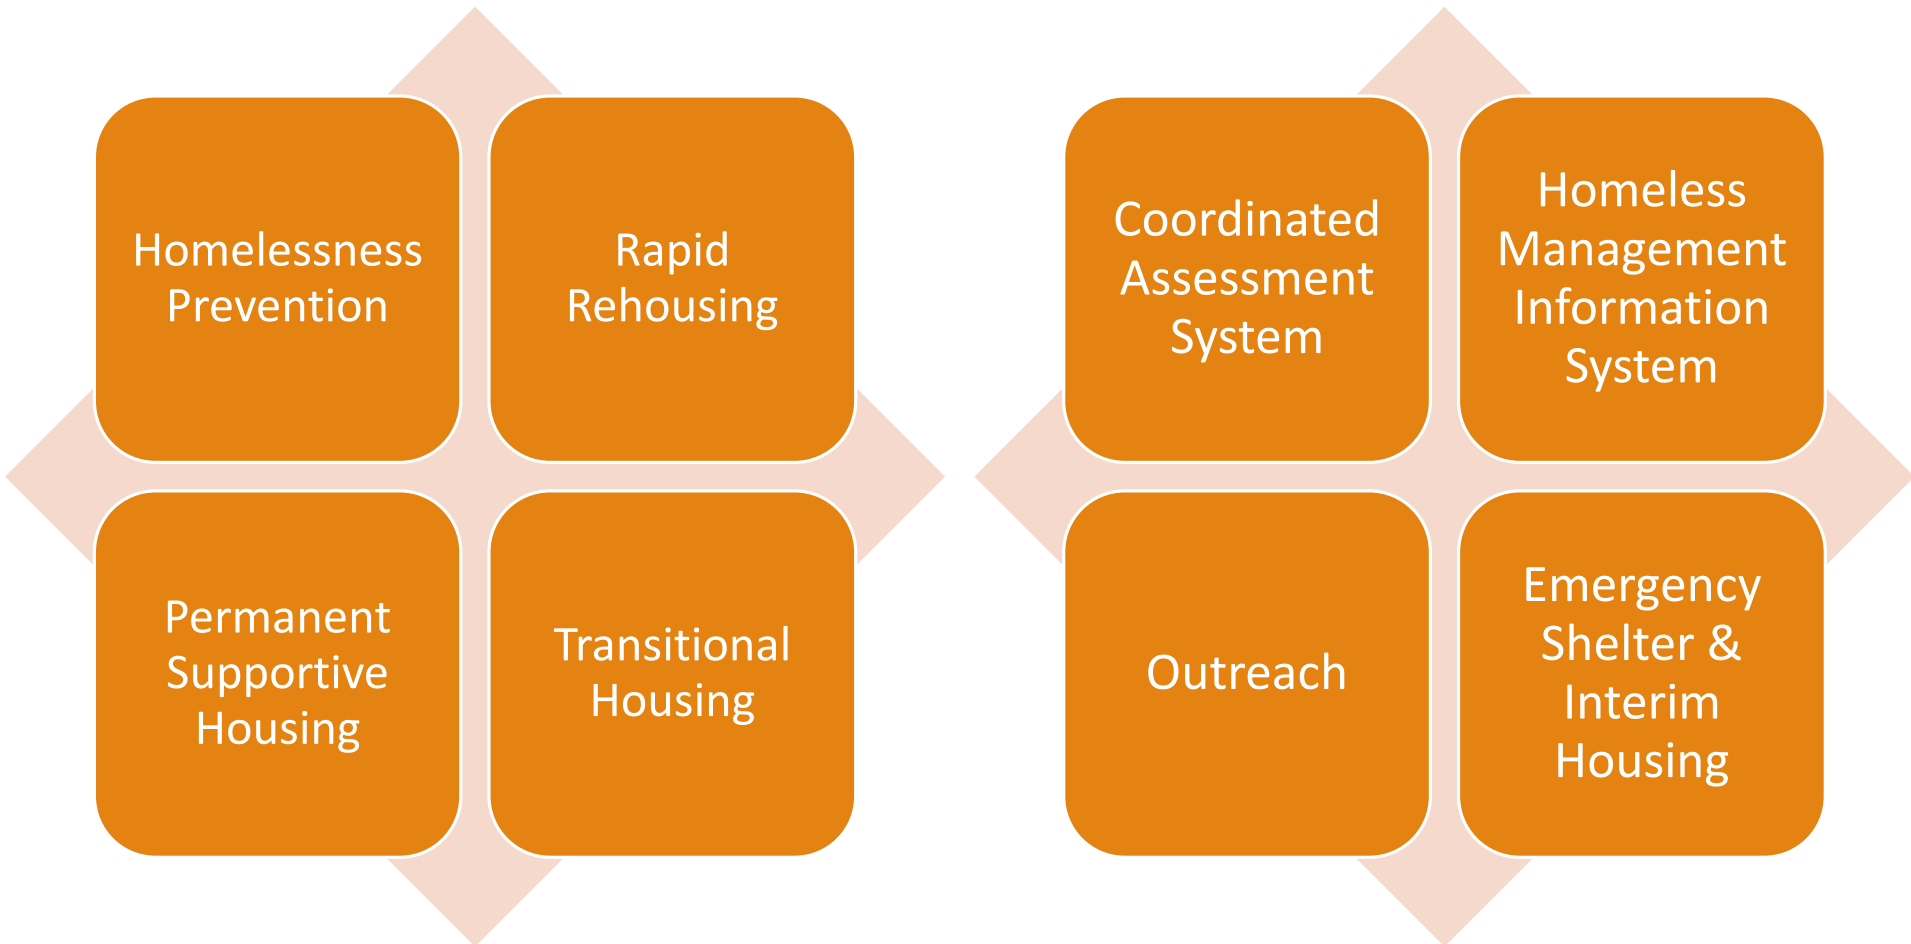 Homelessness
Prevention
Rapid
Rehousing
Permanent
Supportive
Housing
Transitional
Housing
Coordinated
Assessment
System
Homeless
Management
Information
System
Outreach
Emergency
Shelter &
Interim
Housing